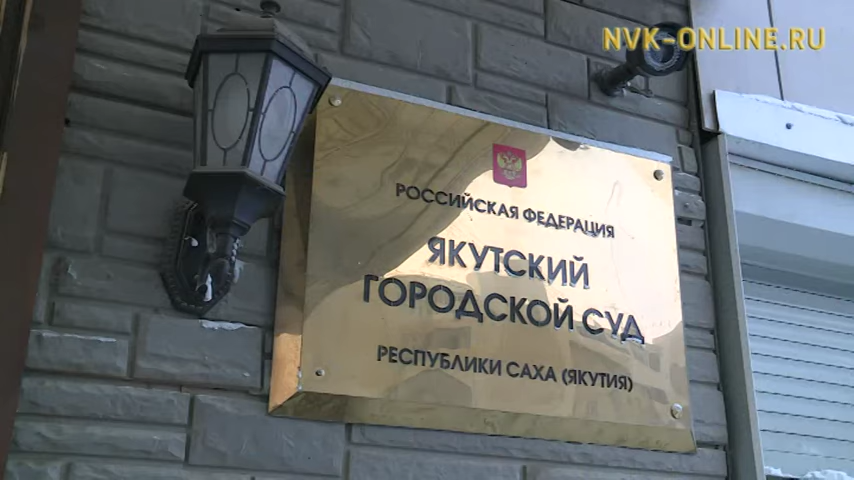 NVK-ONLINE.RU
РОССИЙСКАЯ ФЕДЕРАЦИЯ
ЯКУТСКИЙ
ГОРОДСКОЙ СУД
РЕСПУБЛИКИ САХА (ЯКУТИЯ)